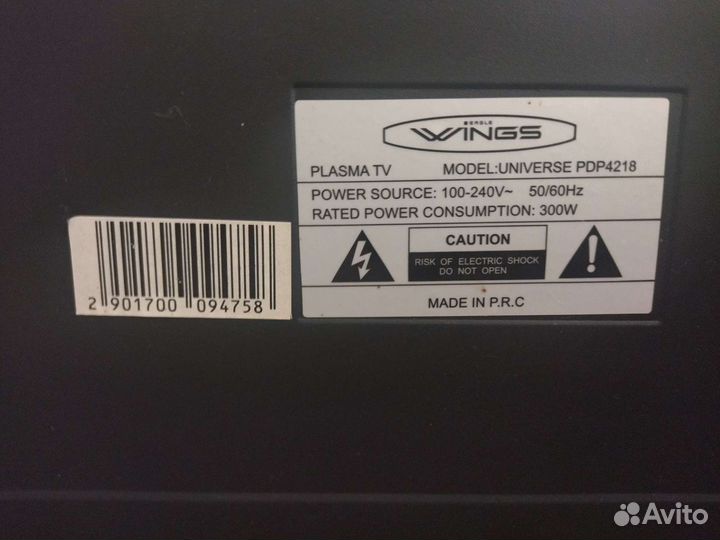 EAGLE
WINGS
PLASMA TV MODEL:UNIVERSE PDP4218
POWER SOURCE: 100-240V~ 50/60Hz
RATED POWER CONSUMPTION: 300W
CAUTION
RISK OF ELECTRIC SHOCK
DO NOT OPEN
MADE IN P.R.C
2 901700 094758
Avito